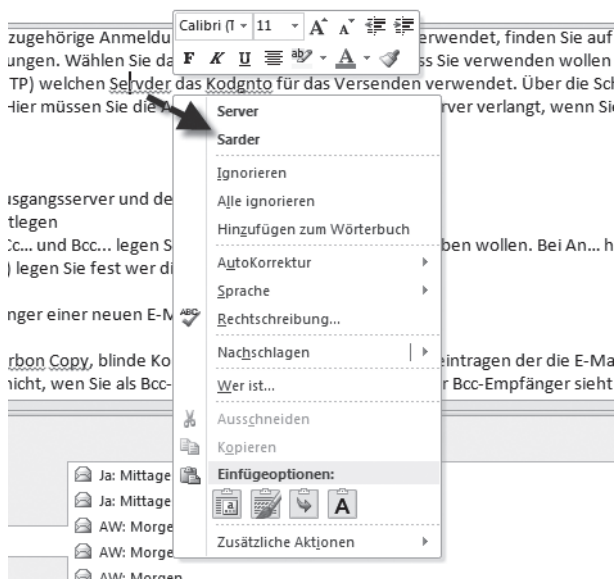 Calibri (T 11 A A
zugehörige Anmeldu erwendet, finden Sie auf
F K U ab A
ungen. Wählen Sie da ss Sie verwenden wollen
TP) welchen Servder das Kodgnto für das Versenden verwendet. Über die Sch
Hier müssen Sie die A rver verlangt, wenn Sie
Server
Sarder
Ignorieren
usgangsserver und de
Alle ignorieren
tlegen
Hinzufügen zum Wörterbuch
Cc... und Bcc... legen S ben wollen. Bei An... h
AutoKorrektur
) legen Sie fest wer di
Sprache
nger einer neuen E-M
ABC Rechtschreibung...
Nachschlagen
rbon Copy, blinde Ko eintragen der die E-Ma
nicht, wen Sie als Bcc- r Bcc-Empfänger sieht
Wer ist...
Ausschneiden
Kopieren
Ja: Mittage Einfügeoptionen:
Ja: Mittage a A
AW: Morgen
AW: Morge Zusätzliche Aktionen
AW: Morgen